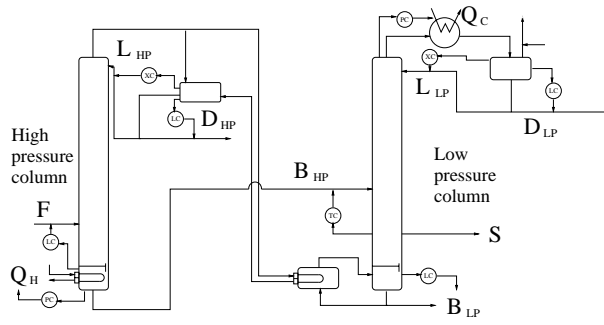 Q C
PC
L HP
XC
XC
L LP
LC
LC
D HP
D LP
High
pressure
column
B HP
Low
pressure
column
F
TC
LC
S
Q H
PC
LC
B LP